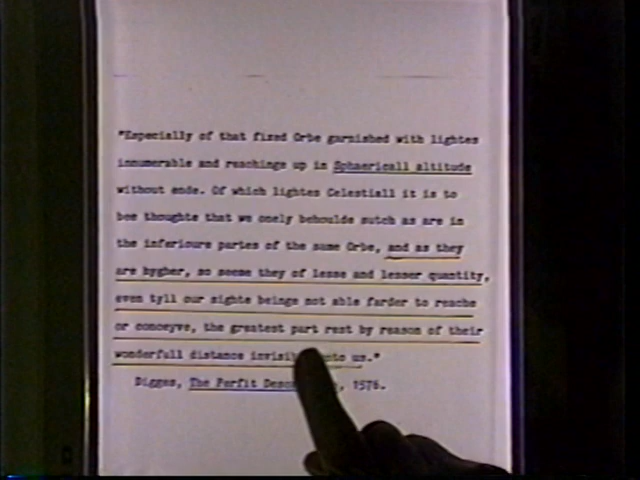 "Especially of that fixed Orbe garnished with lightes
innumerable and reachinge up in Sphaericall altitude
without ende. Of which lightes Celestiall it is to
bee thoughte that we onely behoulde sutch as are in
the inferioure partes of the same Orbe, and as they
are hygher, so seeme they of lesse and lesser quantity,
even tyll our sighte beinge not able farder to reache
or conceyve, the greatest part rest by reason of their
wonderfull distance us."
Digges, The Perfit 1576.